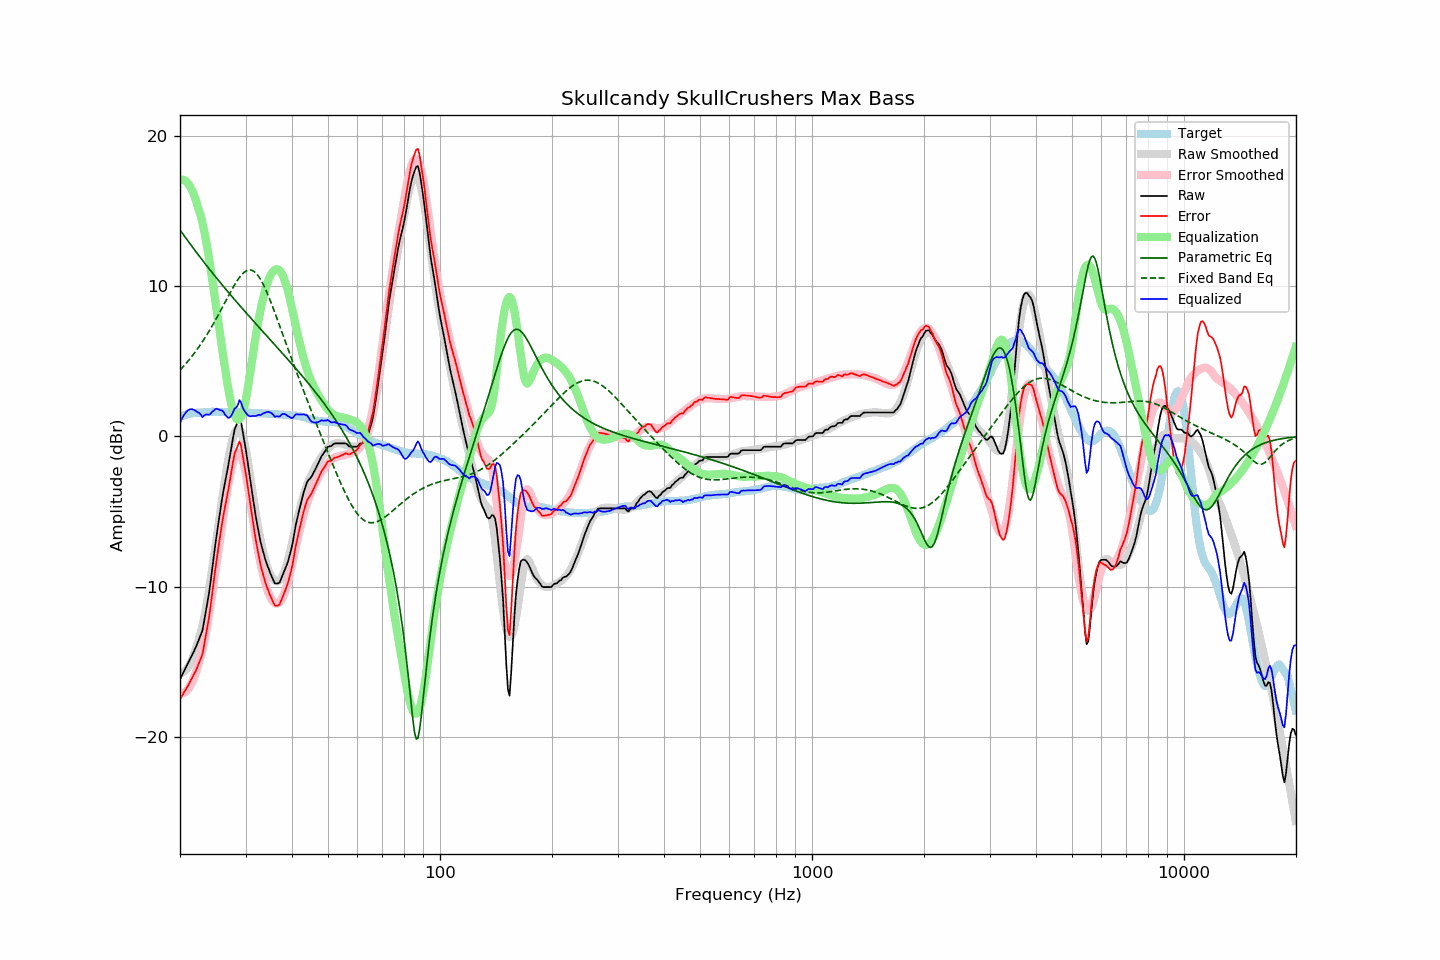 Skullcandy SkullCrushers Max Bass
Target
Raw Smoothed
Error Smoothed
Raw
Error
Equalization
Parametric Eq
Fixed Band Eq
Equalized
20
10
0
−10
−20
Amplitude (dBr)
100
1000
10000
Frequency (Hz)